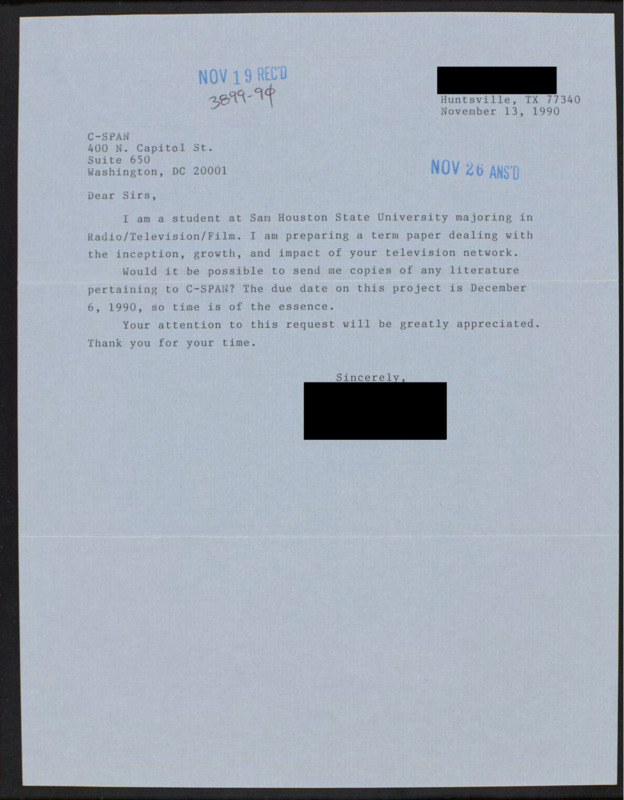 NOV 19 REC'D
3899-90
Huntsville, TX 77340
November 13, 1990
C-SPAN
400 N. Capitol St.
Suite 650
Washington, DC 20001
NOV 26 ANS'D
Dear Sirs,
I am a student at Sam Houston State University majoring in
Radio/Television/Film. I am preparing a term paper dealing with
the inception, growth, and impact of your television network.
Would it be possible to send me copies of any literature
pertaining to C-SPAN? The due date on this project is December
6, 1990, so time is of the essence.
Your attention to this request will be greatly appreciated.
Thank you for your time.
Sincerely,